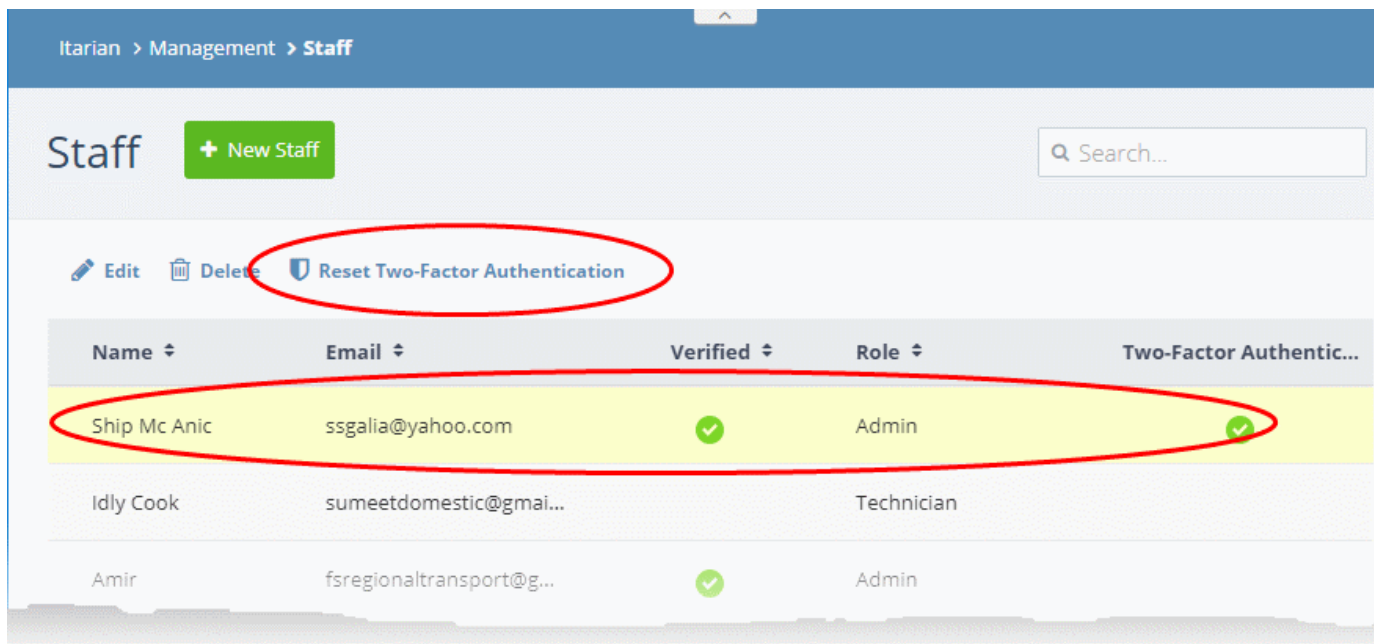 Itarian > Management > Staff
Staff + New Staff Search...
Edit Delete Reset Two-Factor Authentication
Name Email Verified Role Two-Factor Authentic...
Ship Mc Anic ssgalia@yahoo.com Admin
Idly Cook sumeetdomestic@gmai... Technician
Amir fsregionaltransport@g... Admin